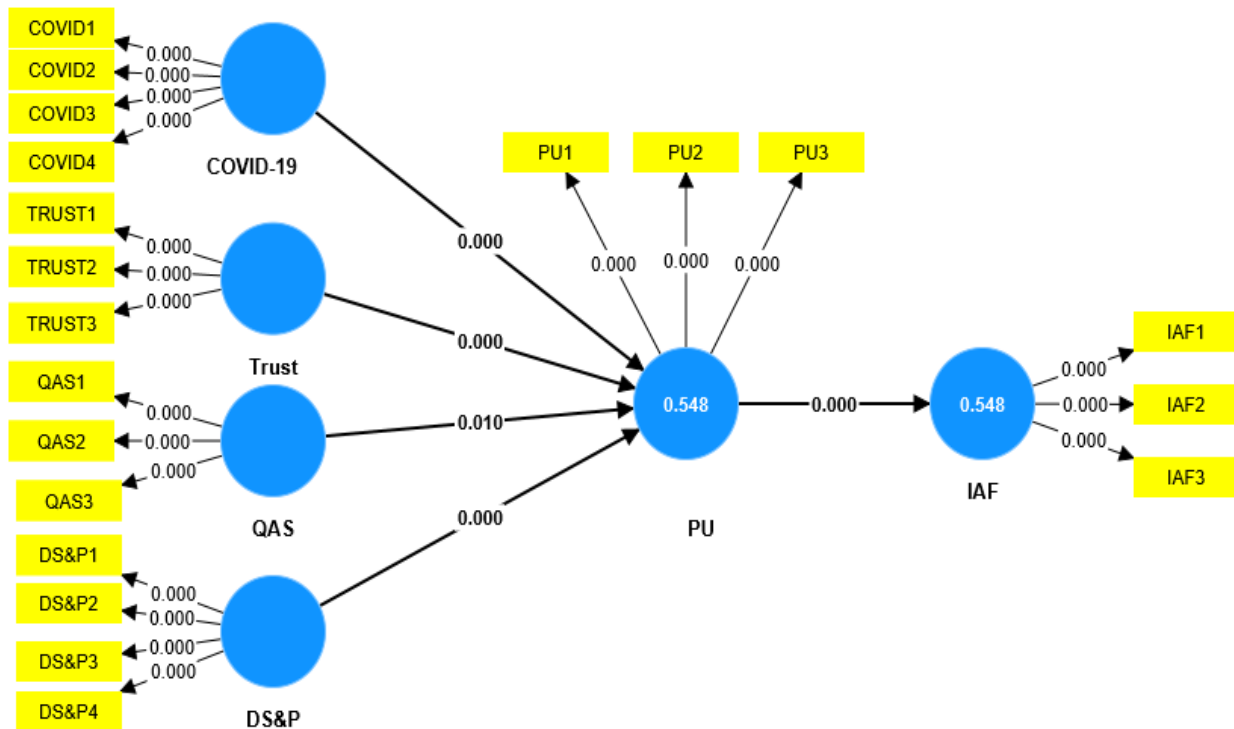 COVID1
0.000
COVID2
0.000
COVID3
0.000
COVID4
0.000
COVID-19
TRUST1
0.000
TRUST2
0.000
TRUST3
0.000
Trust
QAS1
0.000
QAS2
0.000
QAS3
0.000
QAS
DS&P1
0.000
DS&P2
0.000
DS&P3
0.000
DS&P4
0.000
DS&P
0.000
0.000
0.010
0.000
PU1
PU2
PU3
0.000
0.000
0.000
0.548
PU
0.000
0.548
IAF
0.000
IAF1
0.000
IAF2
0.000
IAF3